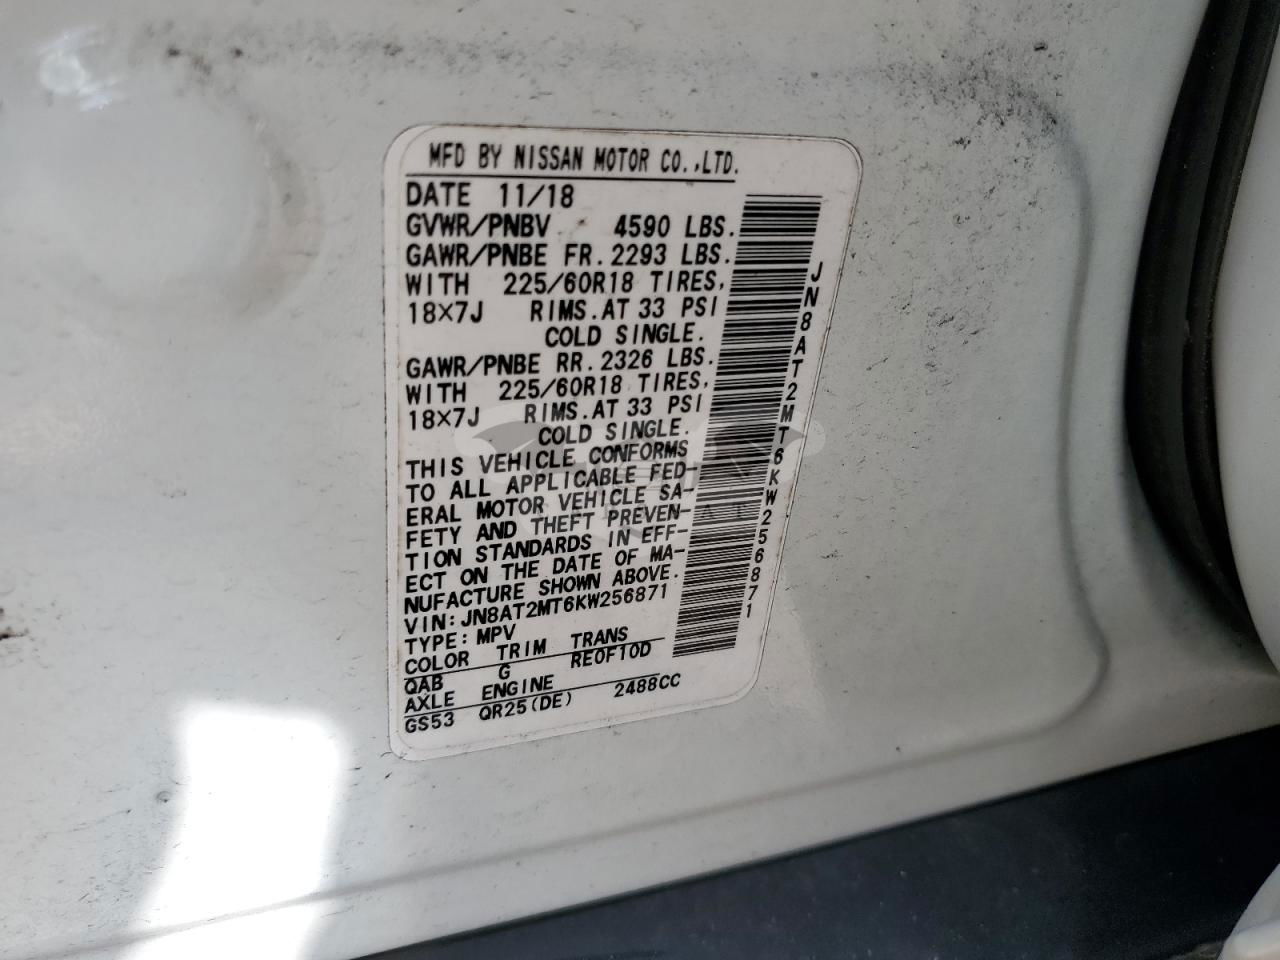 MFD BY NISSAN MOTOR CO.,LTD.
DATE 11/18
GVWR/PNBV 4590 LBS.
GAWR/PNBE FR.2293 LBS.
WITH 225/60R18 TIRES,
18×7J RIMS.AT 33 PSI
COLD SINGLE.
GAWR/PNBE RR.2326 LBS.
WITH 225/60R18 TIRES,
18×7J RIMS.AT 33 PSI
COLD SINGLE.
THIS VEHICLE CONFORMS
TO ALL APPLICABLE FED-
ERAL MOTOR VEHICLE SA-
FETY AND THEFT PREVEN-
TION STANDARDS IN EFF-
ECT ON THE DATE OF MA-
NUFACTURE SHOWN ABOVE.
VIN:JN8AT2MT6KW256871
TYPE:MPV
COLOR TRIM TRANS
QAB G RE0F10D
AXLE ENGINE
GS53 QR25(DE) 2488CC
JN8AT2MT6KW256871